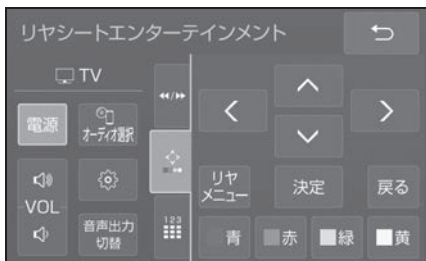 リヤシートエンターテインメント
TV
電源
オーディオ選択
VOL
音声出力
切替
◀◀/▶▶
123
リヤ
メニュー
決定
戻る
青
赤
緑
黄